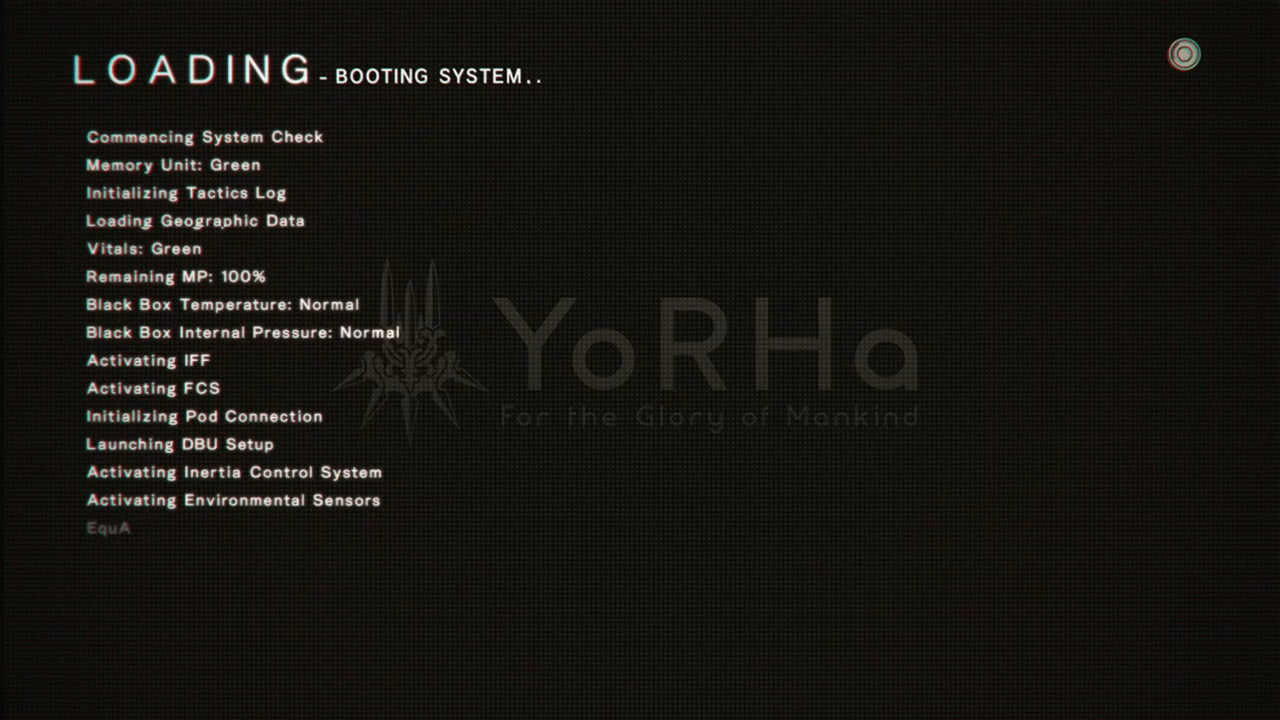 LOADING - BOOTING SYSTEM..
Commencing System Check
Memory Unit: Green
Initializing Tactics Log
Loading Geographic Data
Vitals: Green
Remaining MP: 100%
Black Box Temperature: Normal
Black Box Internal Pressure: Normal
Activating IFF
Activating FCS
Initializing Pod Connection
Launching DBU Setup
Activating Inertia Control System
Activating Environmental Sensors
EquA
YoRHa
For the Glory of Mankind